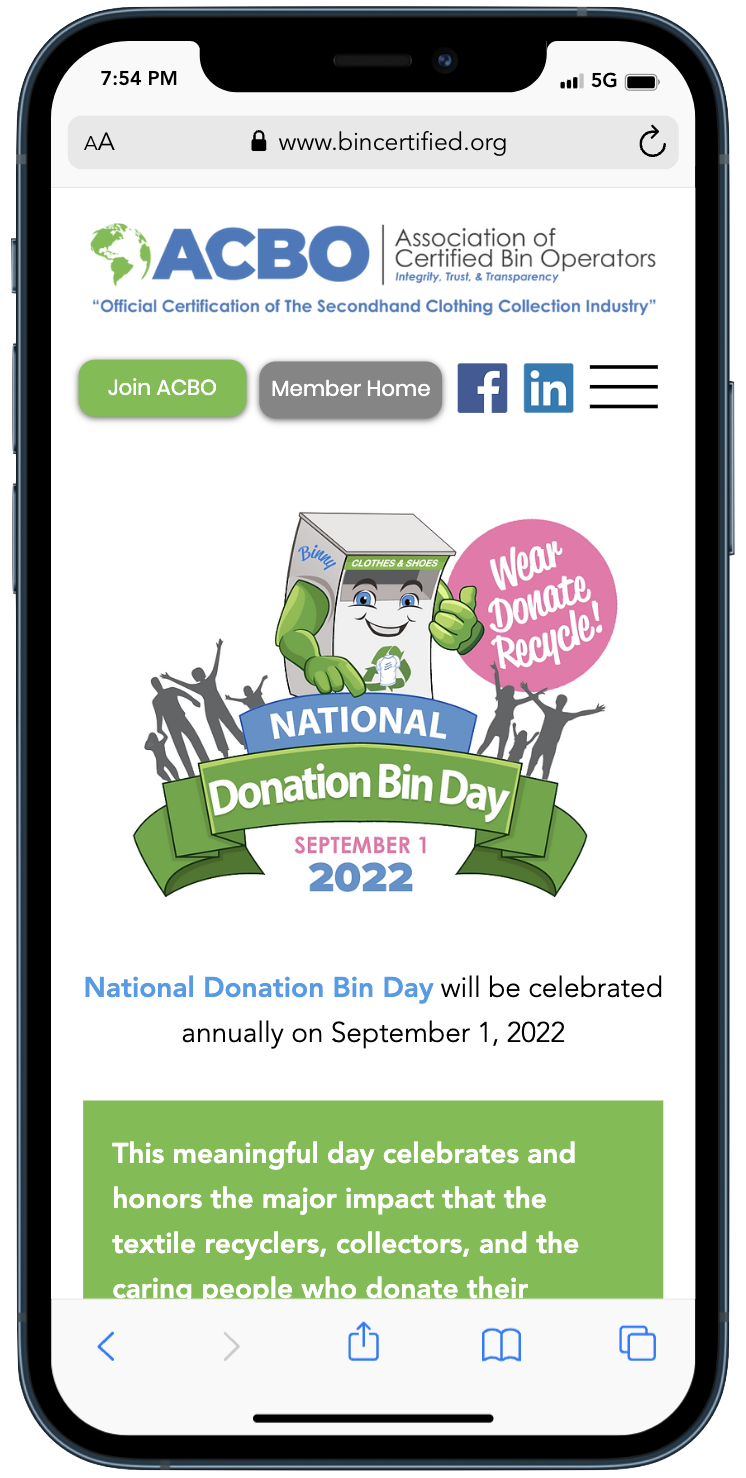 7:54 PM
5G
AA
www.bincertified.org
ACBO
Association of
Certified Bin Operators
Integrity, Trust, & Transparency
“Official Certification of The Secondhand Clothing Collection Industry”
Join ACBO
Member Home
f
in
Binny
CLOTHES & SHOES
Wear
Donate
Recycle!
NATIONAL
Donation Bin Day
SEPTEMBER 1
2022
National Donation Bin Day will be celebrated
annually on September 1, 2022
This meaningful day celebrates and
honors the major impact that the
textile recyclers, collectors, and the
caring people who donate their